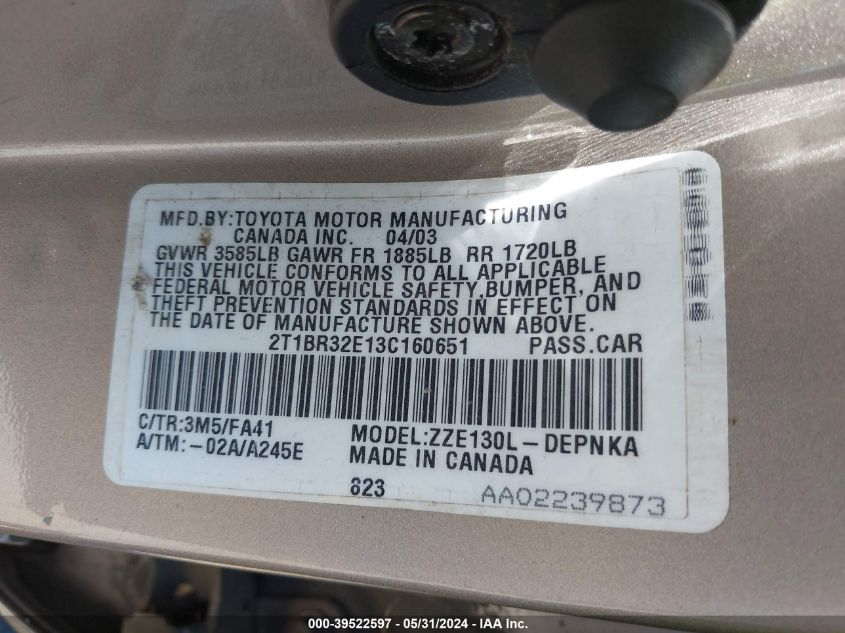 MFD.BY:TOYOTA MOTOR MANUFACTURING
CANADA INC. 04/03
GVWR 3585LB GAWR FR 1885LB RR 1720LB
THIS VEHICLE CONFORMS TO ALL APPLICABLE
FEDERAL MOTOR VEHICLE SAFETY,BUMPER, AND
THEFT PREVENTION STANDARDS IN EFFECT ON
THE DATE OF MANUFACTURE SHOWN ABOVE.
2T1BR32E13C160651 PASS.CAR
C/TR:3M5/FA41 MODEL:ZZE130L-DEPNKA
A/TM:-02A/A245E MADE IN CANADA
823
AA02239873
000-39522597 / 05/31/2024 - IAAI Inc.